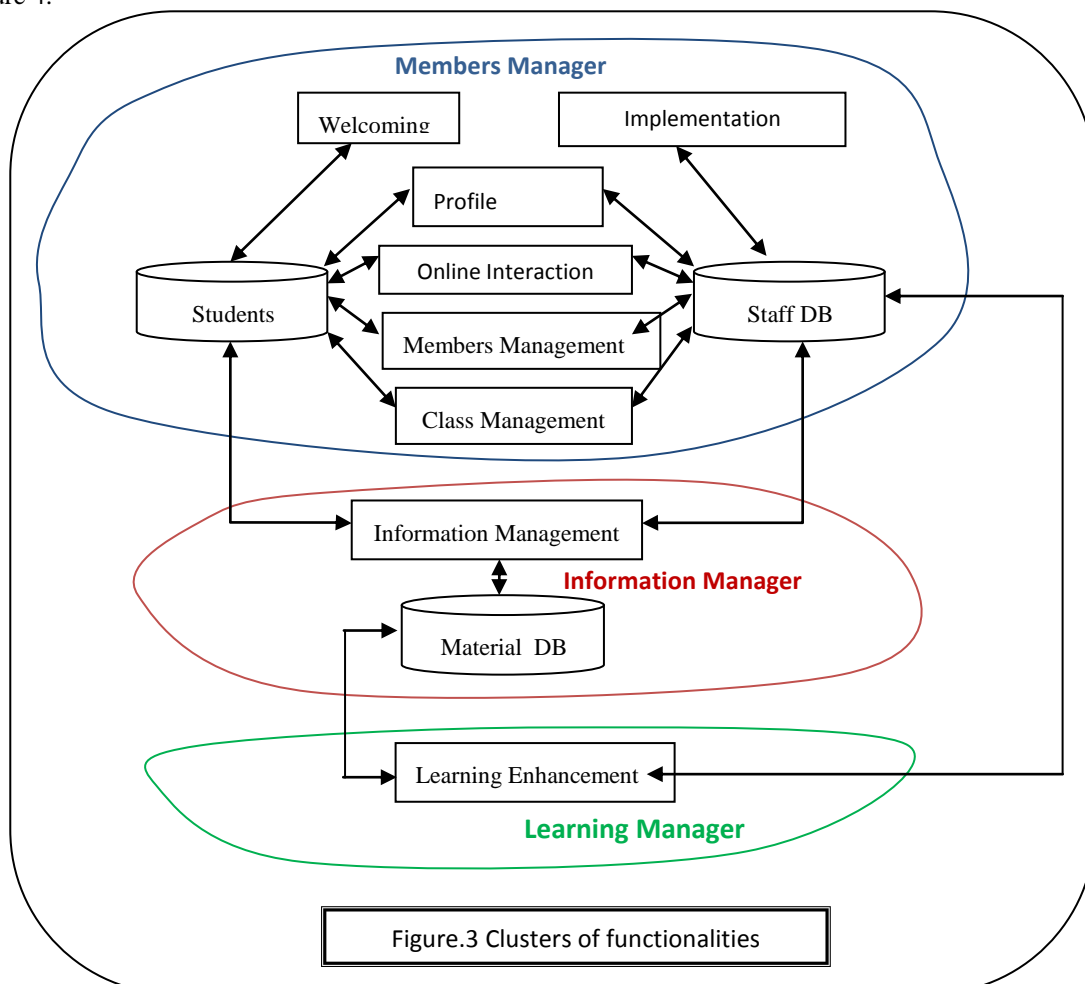 Members Manager
Welcoming
Implementation
Profile
Online Interaction
Students
Staff DB
Members Management
Class Management
Information Management
Information Manager
Material DB
Learning Enhancement
Learning Manager
Figure.3 Clusters of functionalities